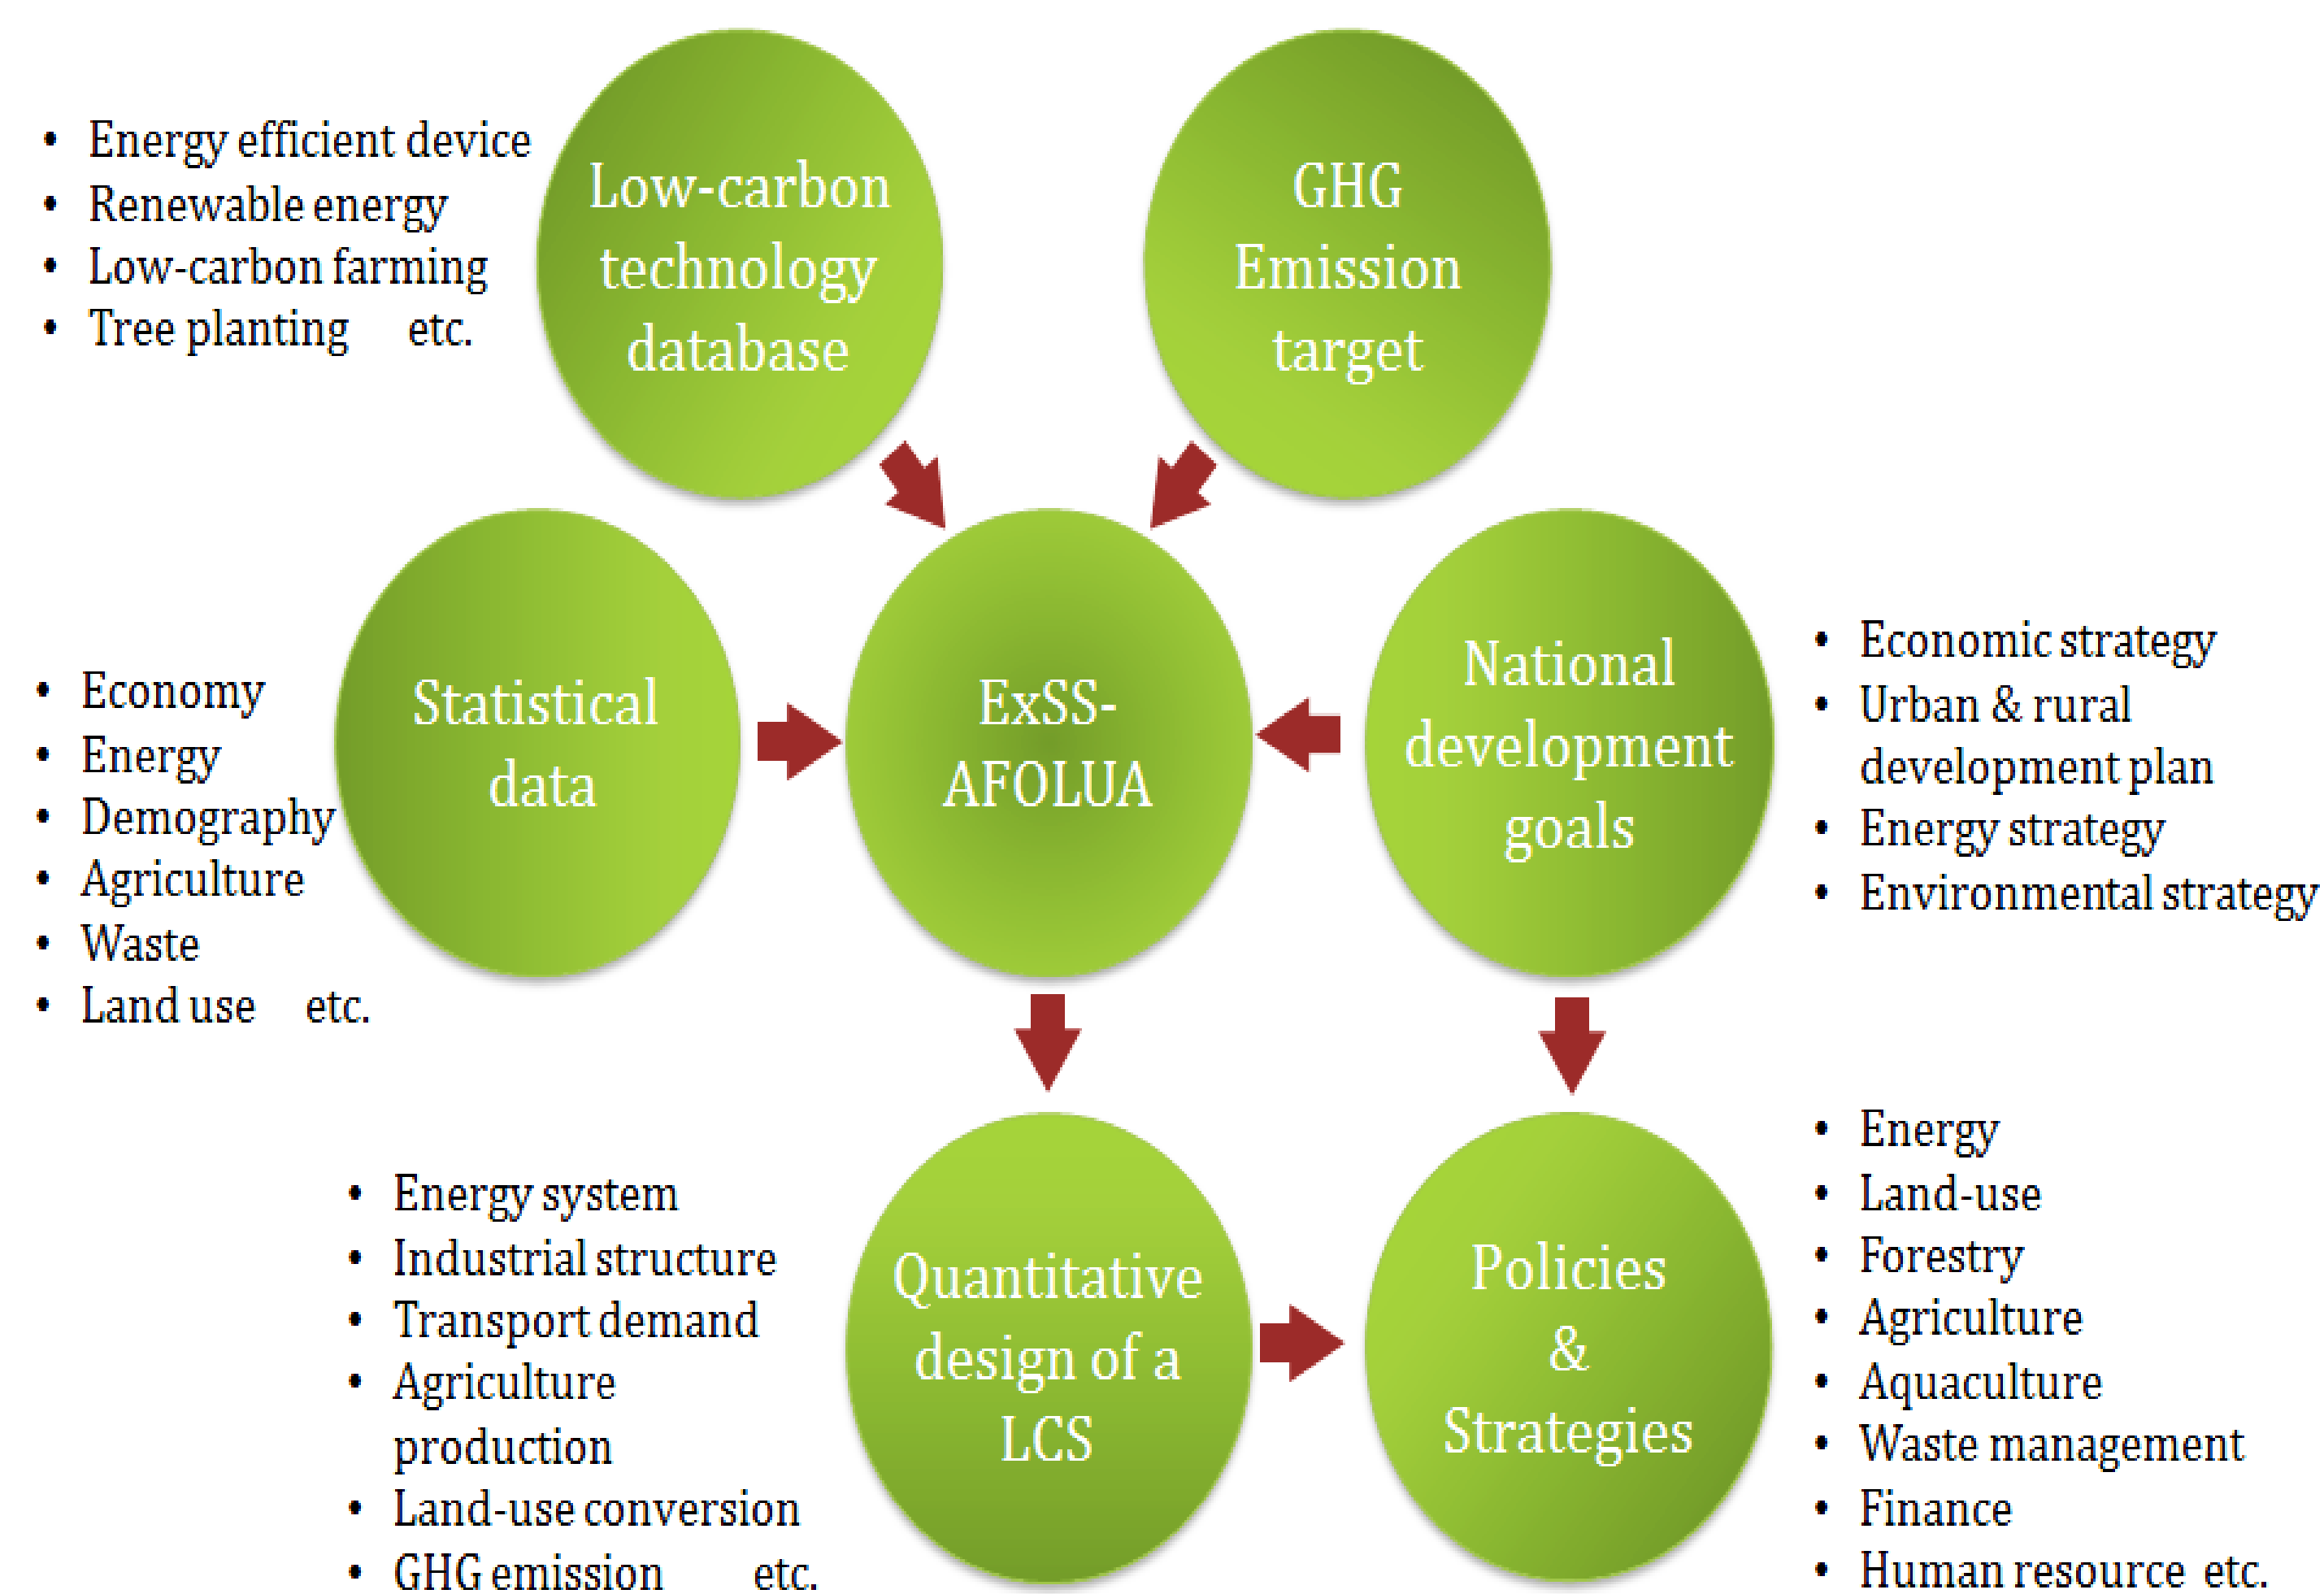 • Energy efficient device
• Renewable energy
• Low-carbon farming
• Tree planting etc.
Low-carbon
technology
database
GHG
Emission
target
• Economy
• Energy
• Demography
• Agriculture
• Waste
• Land use etc.
Statistical
data
ExSS-
AFOLUA
National
development
goals
• Economic strategy
• Urban & rural
development plan
• Energy strategy
• Environmental strategy
• Energy system
• Industrial structure
• Transport demand
• Agriculture
production
• Land-use conversion
• GHG emission etc.
Quantitative
design of a
LCS
Policies
&
Strategies
• Energy
• Land-use
• Forestry
• Agriculture
• Aquaculture
• Waste management
• Finance
• Human resource etc.